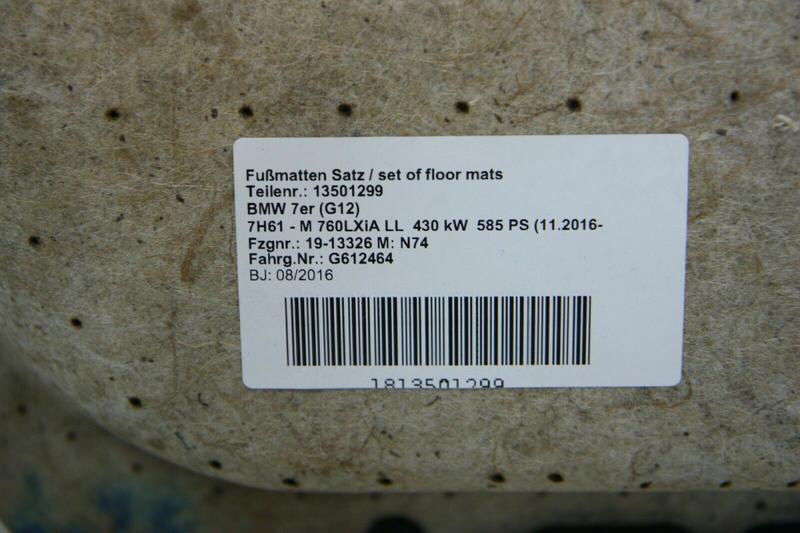 Fußmatten Satz / set of floor mats
Teilenr.: 13501299
BMW 7er (G12)
7H61 - M 760LXiA LL 430 kW 585 PS (11.2016-
Fzgnr.: 19-13326 M: N74
Fahrg.Nr.: G612464
BJ: 08/2016
1813501299